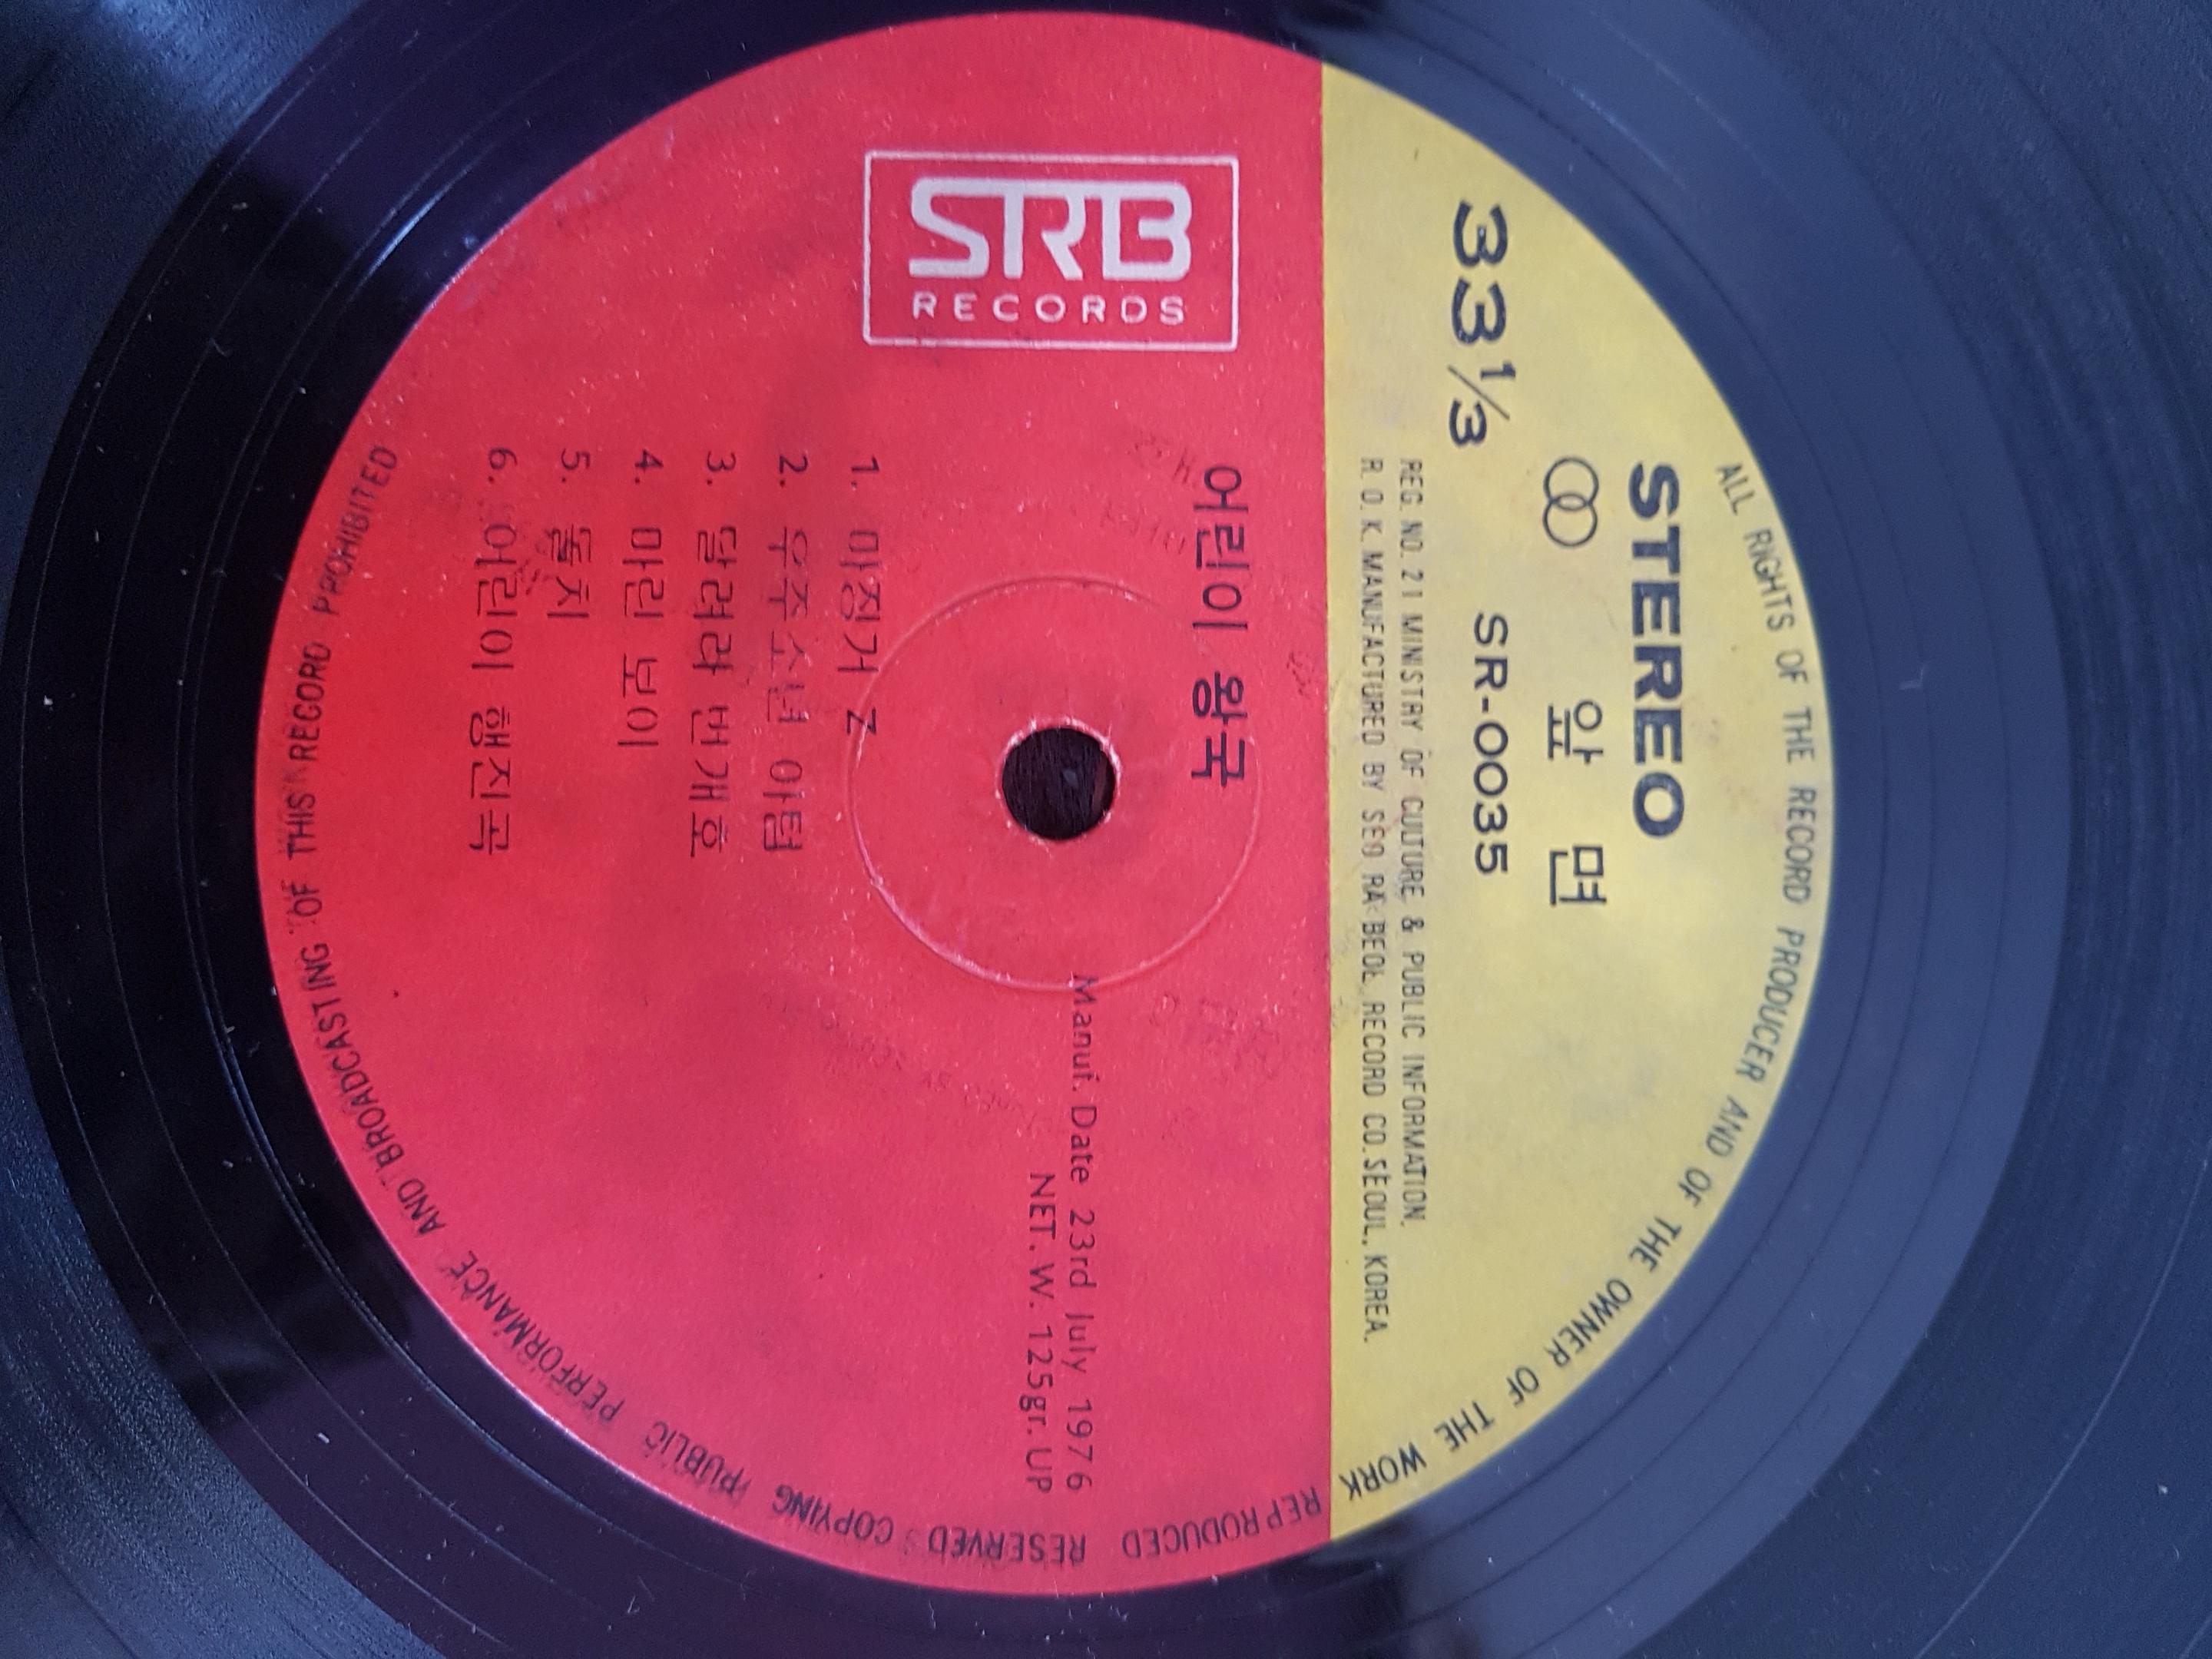 ALL RIGHTS OF THE RECORD PRODUCER AND OF THE OWNER OF THE WORK REPRODUCED RESERVED COPYING PUBLIC PERFORMANCE AND BROADCASTING OF THIS RECORD PROHIBITED
STEREO
앞 면
33⅓ SR-0035
REG. NO. 21 MINISTRY OF CULTURE & PUBLIC INFORMATION.
R. O. K. MANUFACTURED BY SEO RA BEOL RECORD CO. SEOUL, KOREA.
SRB
RECORDS
어린이 왕국
Manuf. Date 23rd July 1976
NET. W. 125gr. UP
1. 마징거 Z
2. 우주소년 아텀
3. 달려라 번개호
4. 마린 보이
5. 똘치
6. 어린이 행진곡